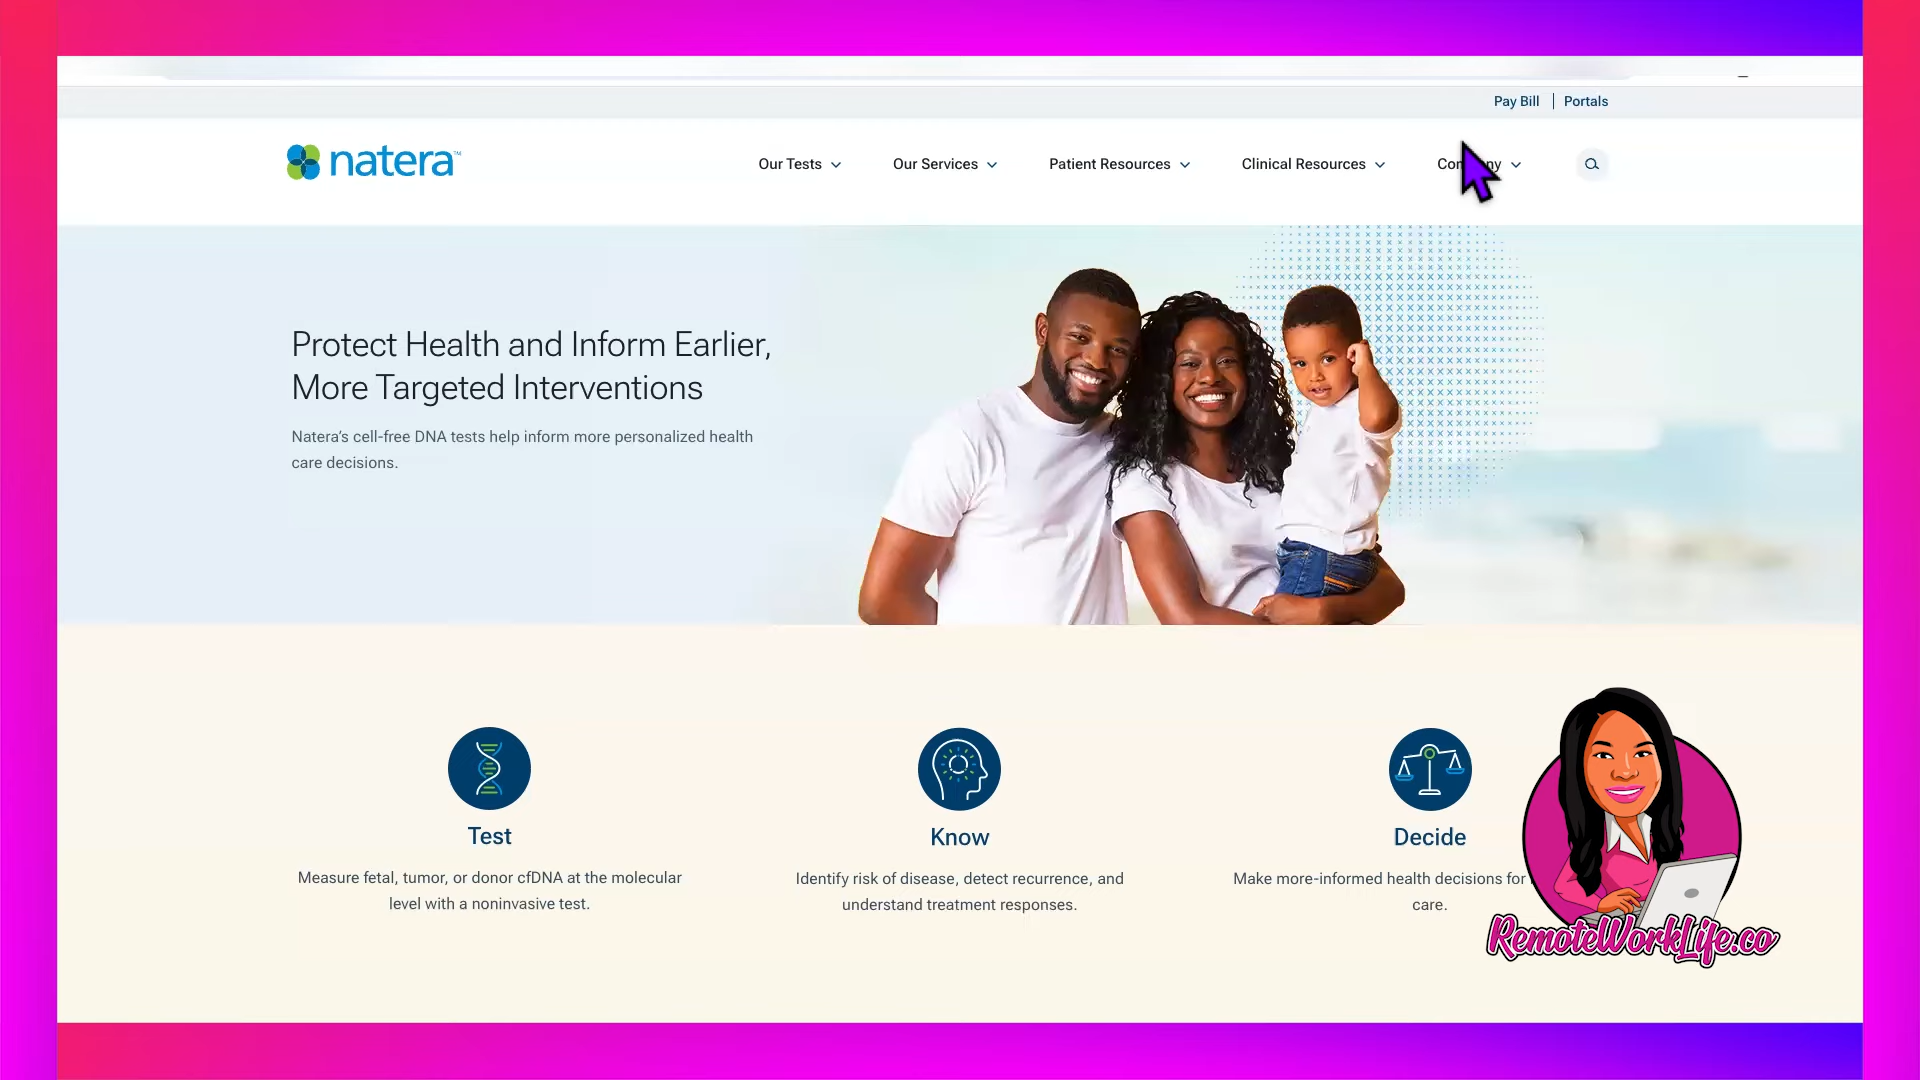 Pay Bill
Portals
natera™
Our Tests
Our Services
Patient Resources
Clinical Resources
Protect Health and Inform Earlier,
More Targeted Interventions
Natera’s cell-free DNA tests help inform more personalized health
care decisions.
Test
Measure fetal, tumor, or donor cfDNA at the molecular
level with a noninvasive test.
Know
Identify risk of disease, detect recurrence, and
understand treatment responses.
Decide
Make more-informed health decisions for
care.
RemoteWorkLife.co